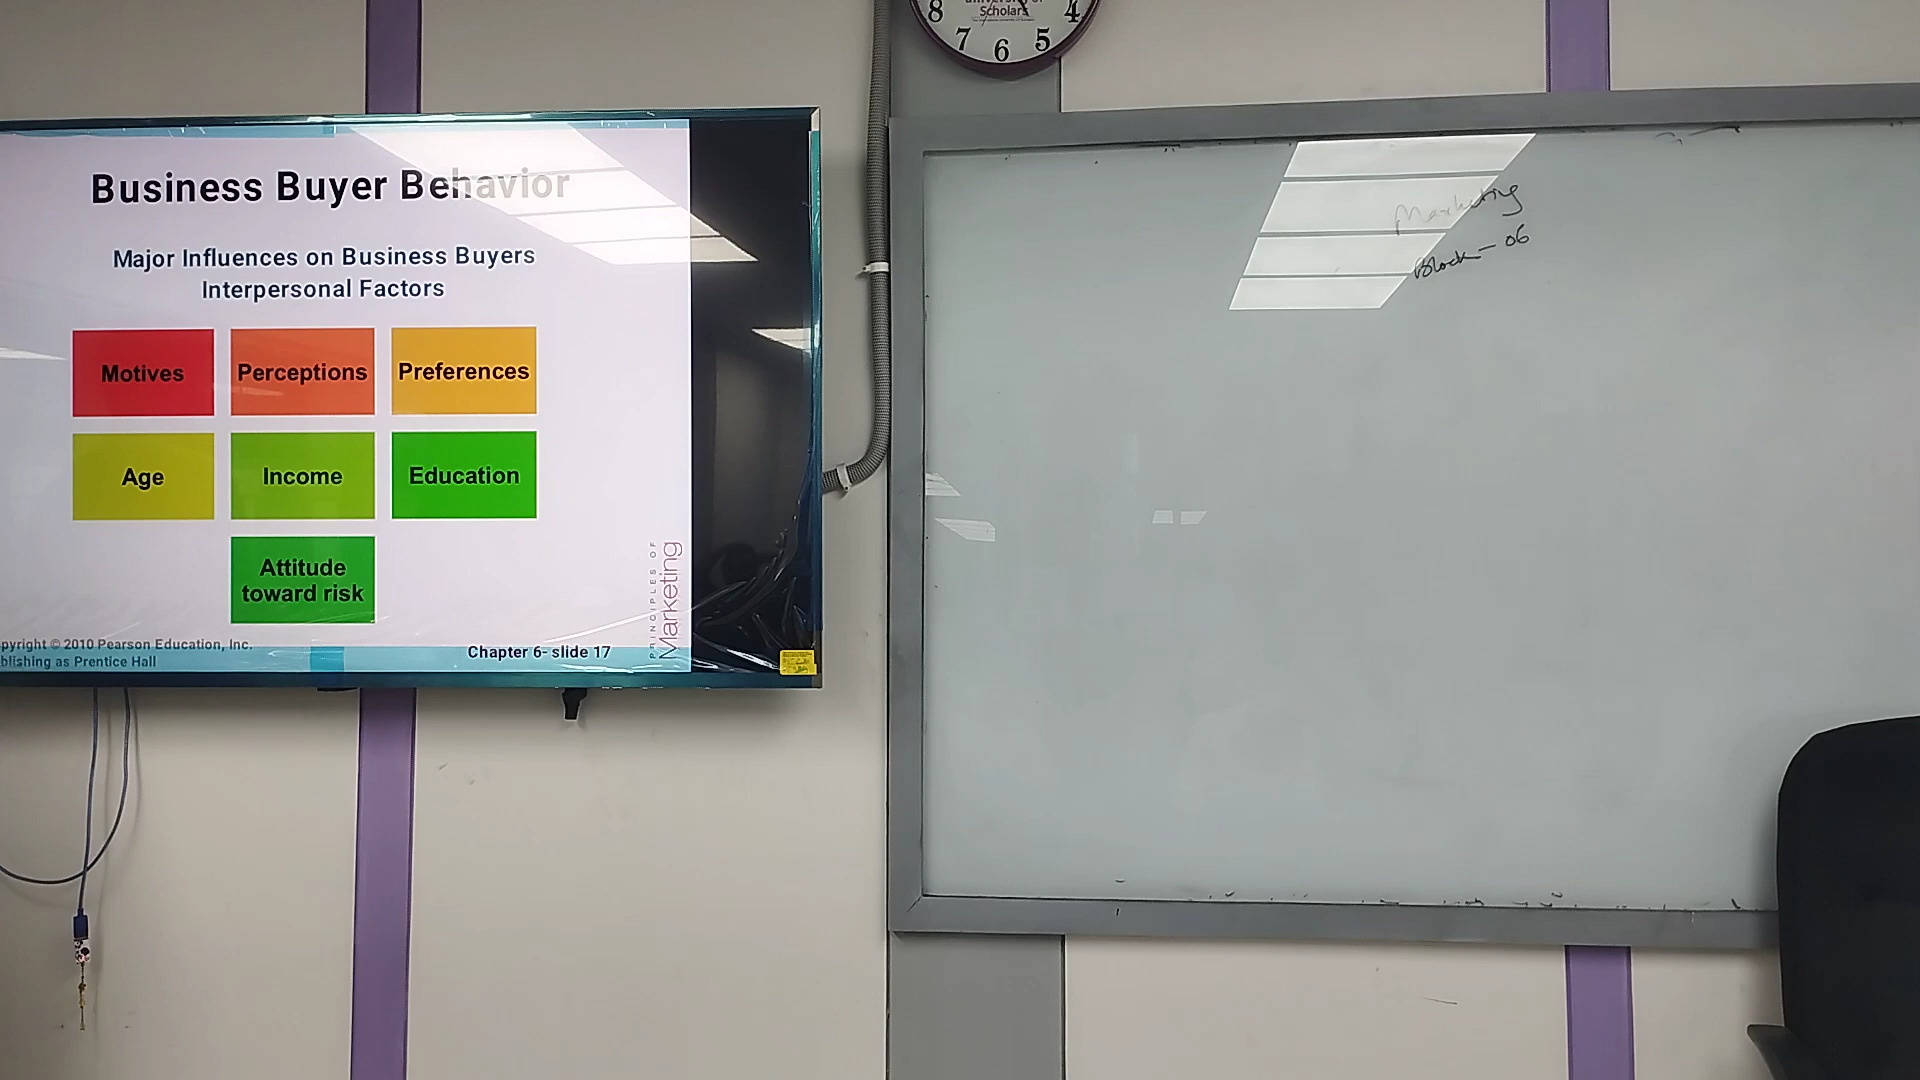 Business Buyer Behavior
Major Influences on Business Buyers
Interpersonal Factors
Motives
Perceptions
Preferences
Age
Income
Education
Attitude
toward risk
pyright © 2010 Pearson Education, Inc.
blishing as Prentice Hall
Chapter 6- slide 17
PRINCIPLES OF
Marketing
Scholars
8 7 6 5 4
Marketing
Block - 06